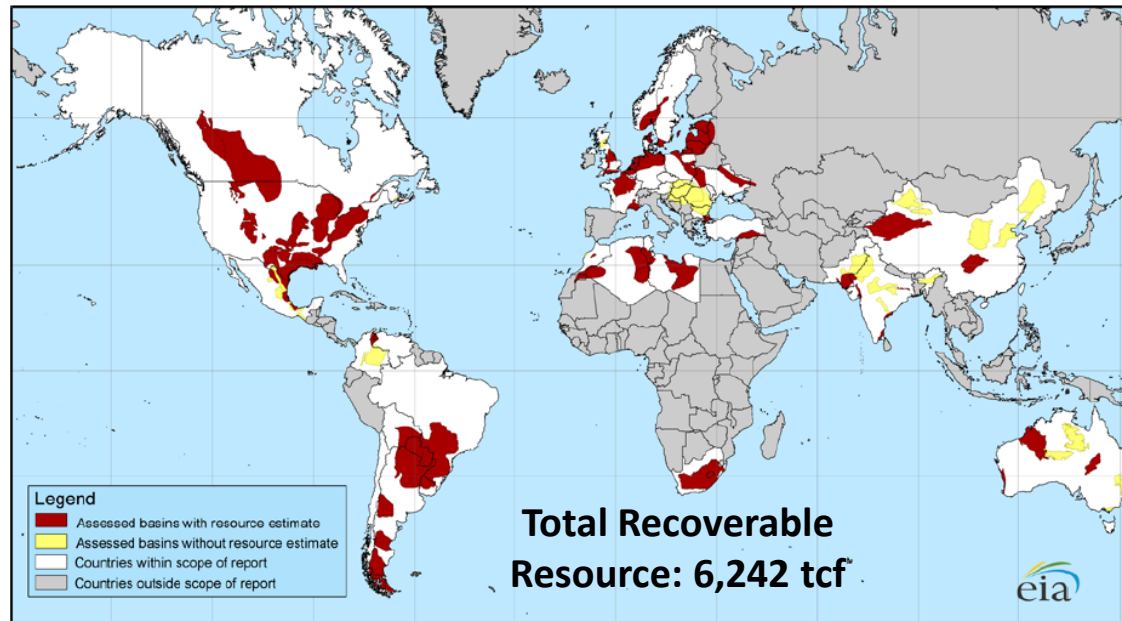 Legend
Assessed basins with resource estimate
Assessed basins without resource estimate
Countries within scope of report
Countries outside scope of report
Total Recoverable
Resource: 6,242 tcf
eia